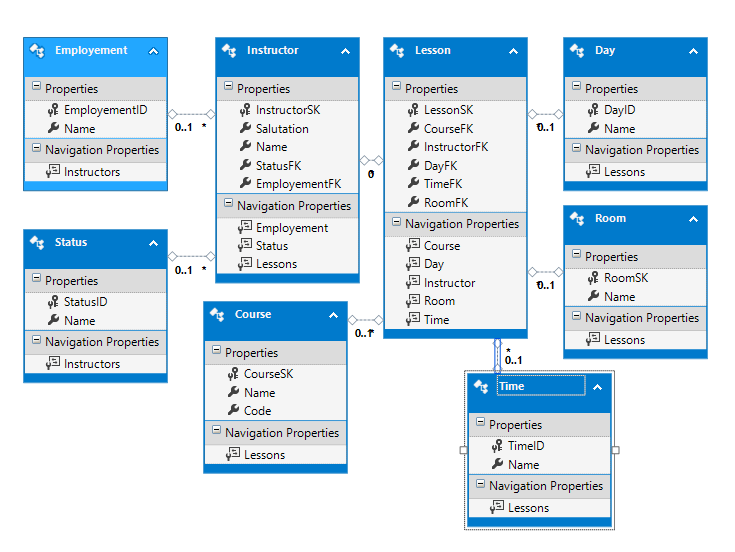 Employement
Properties
EmployementID
Name
Navigation Properties
Instructors
0..1
*
Instructor
Properties
InstructorSK
Salutation
Name
StatusFK
EmployementFK
Navigation Properties
Employement
Status
Lessons
Lesson
Properties
LessonSK
CourseFK
InstructorFK
DayFK
TimeFK
RoomFK
Navigation Properties
Course
Day
Instructor
Room
Time
0..1
Day
Properties
DayID
Name
Navigation Properties
Lessons
Status
Properties
StatusID
Name
Navigation Properties
Instructors
0..1
*
Room
Properties
RoomSK
Name
Navigation Properties
Lessons
0..1
Course
Properties
CourseSK
Name
Code
Navigation Properties
Lessons
0..1
*
*
0..1
Time
Properties
TimeID
Name
Navigation Properties
Lessons